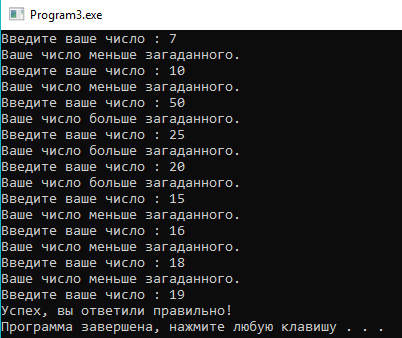 Program3.exe
Введите ваше число : 7
Ваше число меньше загаданного.
Введите ваше число : 10
Ваше число меньше загаданного.
Введите ваше число : 50
Ваше число больше загаданного.
Введите ваше число : 25
Ваше число больше загаданного.
Введите ваше число : 20
Ваше число больше загаданного.
Введите ваше число : 15
Ваше число меньше загаданного.
Введите ваше число : 16
Ваше число меньше загаданного.
Введите ваше число : 18
Ваше число меньше загаданного.
Введите ваше число : 19
Успех, вы ответили правильно!
Программа завершена, нажмите любую клавишу . . .